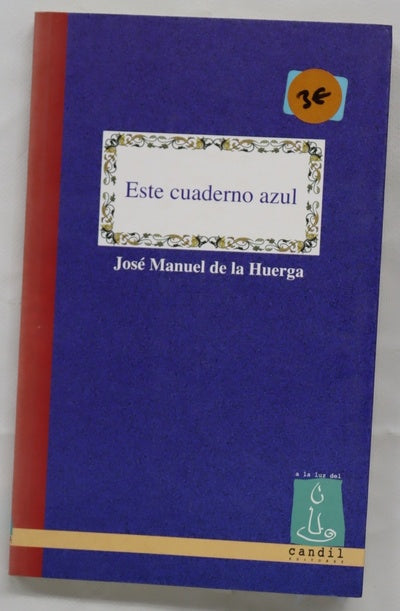 3€
Este cuaderno azul
José Manuel de la Huerga
a la luz del
candil